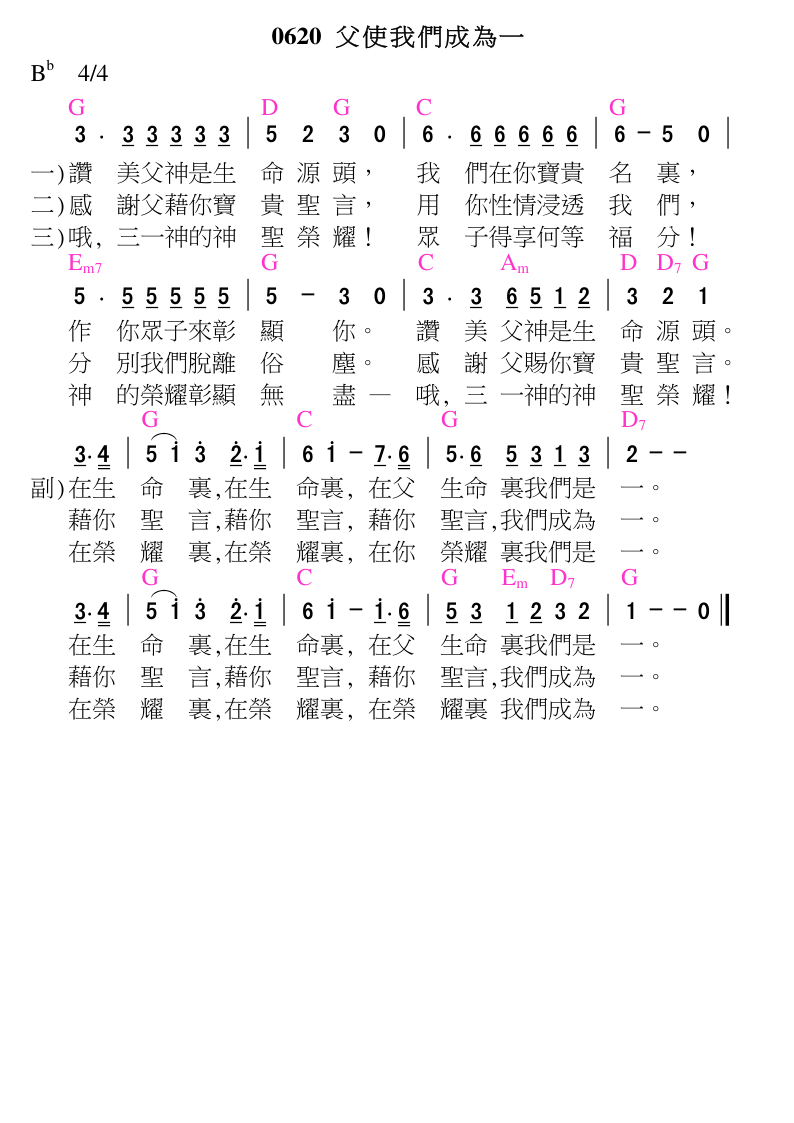 0620 父使我們成為一
Bb 4/4
G D G C G
3 · 3 3 3 3 3 | 5 2 3 0 | 6 · 6 6 6 6 6 | 6 − 5 0 |
一)讚 美父神是生 命 源 頭， 我 們在你寶貴 名 裏，
二)感 謝父藉你寶 貴 聖 言， 用 你性情浸透 我 們，
三)哦, 三一神的神 聖 榮 耀！ 眾 子得享何等 福 分！
Em7 G C Am D D7 G
5 · 5 5 5 5 5 | 5 − 3 0 | 3 · 3 6 5 1 2 | 3 2 1
作 你眾子來彰 顯 你。 讚 美 父神是生 命 源 頭。
分 別我們脫離 俗 塵。 感 謝 父賜你寶 貴 聖 言。
神 的榮耀彰顯 無 盡 — 哦, 三 一神的神 聖 榮 耀！
G C G D7
3· 4 | 5 i 3̇ 2̇· i | 6 i − 7· 6 | 5· 6 5 3 1 3 | 2 − −
副)在生 命 裏,在生 命裏, 在父 生命 裏我們是 一。
藉你 聖 言,藉你 聖言, 藉你 聖言,我們成為 一。
在榮 耀 裏,在榮 耀裏, 在你 榮耀 裏我們是 一。
G C G Em D7 G
3· 4 | 5 i 3̇ 2̇· i | 6 i − i· 6 | 5 3 1 2 3 2 | 1 − − 0 ‖
在生 命 裏,在生 命裏, 在父 生命 裏我們是 一。
藉你 聖 言,藉你 聖言, 藉你 聖言,我們成為 一。
在榮 耀 裏,在榮 耀裏, 在榮 耀裏 我們成為 一。